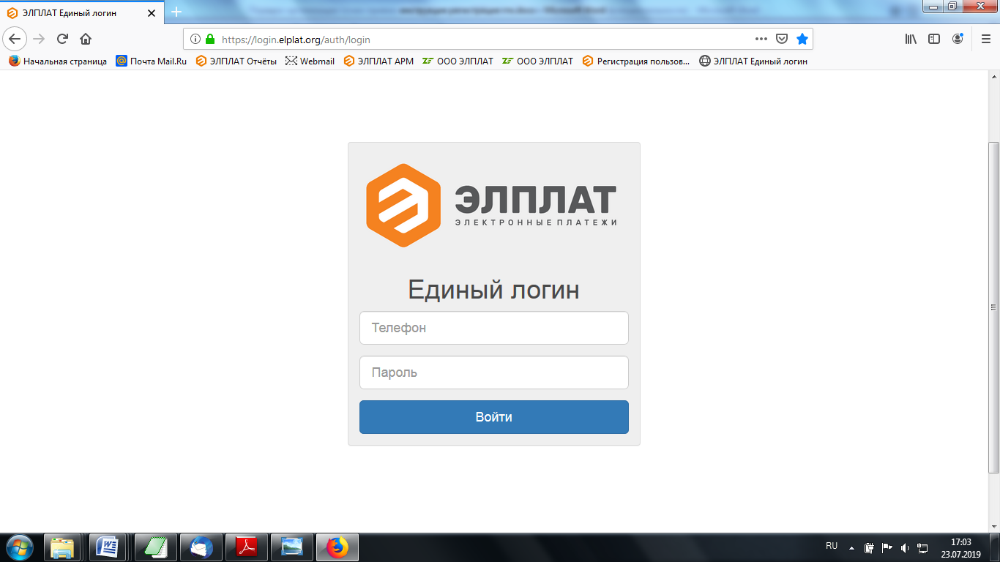 ЭЛПЛАТ Единый логин
https://login.elplat.org/auth/login
Начальная страница
Почта Mail.Ru
ЭЛПЛАТ Отчёты
Webmail
ЭЛПЛАТ АРМ
ООО ЭЛПЛАТ
ООО ЭЛПЛАТ
Регистрация пользов...
ЭЛПЛАТ Единый логин
ЭЛПЛАТ
ЭЛЕКТРОННЫЕ ПЛАТЕЖИ
Единый логин
Телефон
Пароль
Войти
RU
17:03
23.07.2019